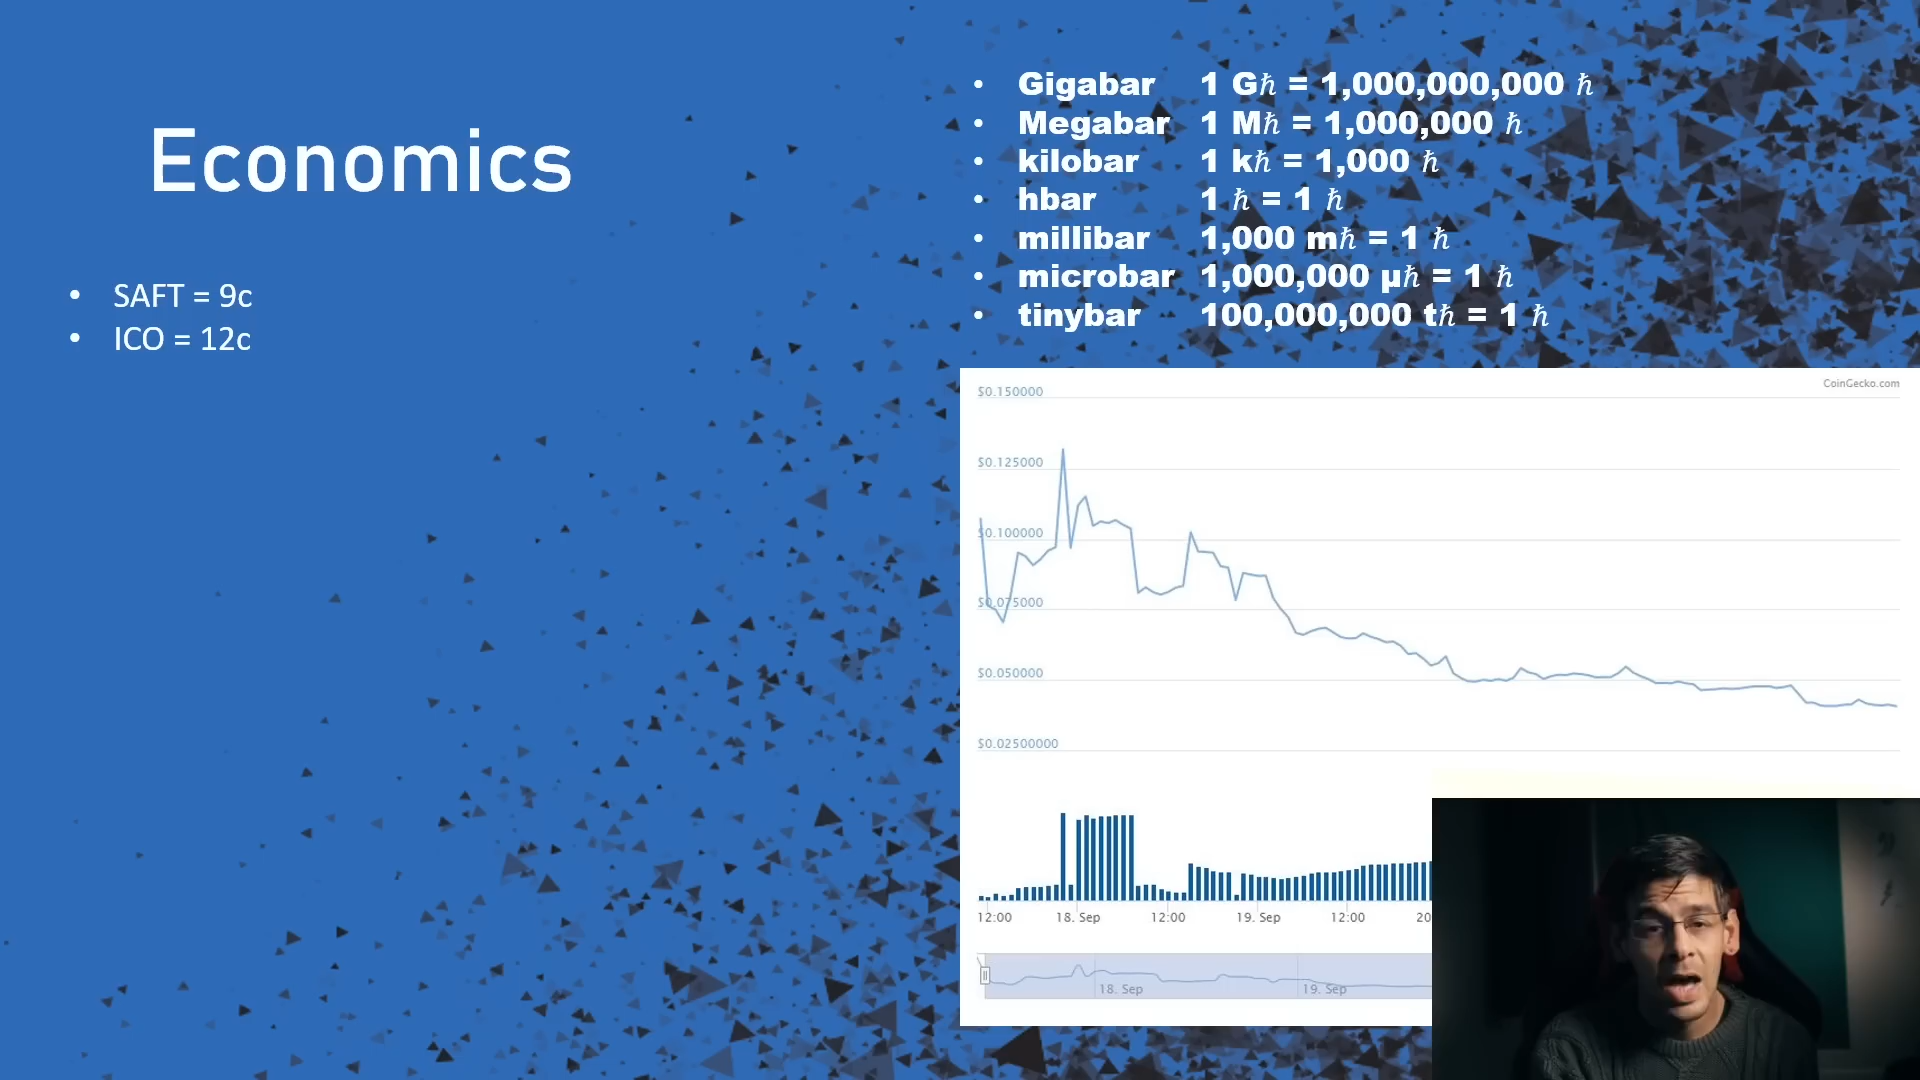 Economics
• SAFT = 9c
• ICO = 12c
• Gigabar 1 Gℏ = 1,000,000,000 ℏ
• Megabar 1 Mℏ = 1,000,000 ℏ
• kilobar 1 kℏ = 1,000 ℏ
• hbar 1 ℏ = 1 ℏ
• millibar 1,000 mℏ = 1 ℏ
• microbar 1,000,000 μℏ = 1 ℏ
• tinybar 100,000,000 tℏ = 1 ℏ
CoinGecko.com
$0.150000
$0.125000
$0.100000
$0.075000
$0.050000
$0.02500000
12:00 18. Sep 12:00 19. Sep 12:00 20
18. Sep 19. Sep